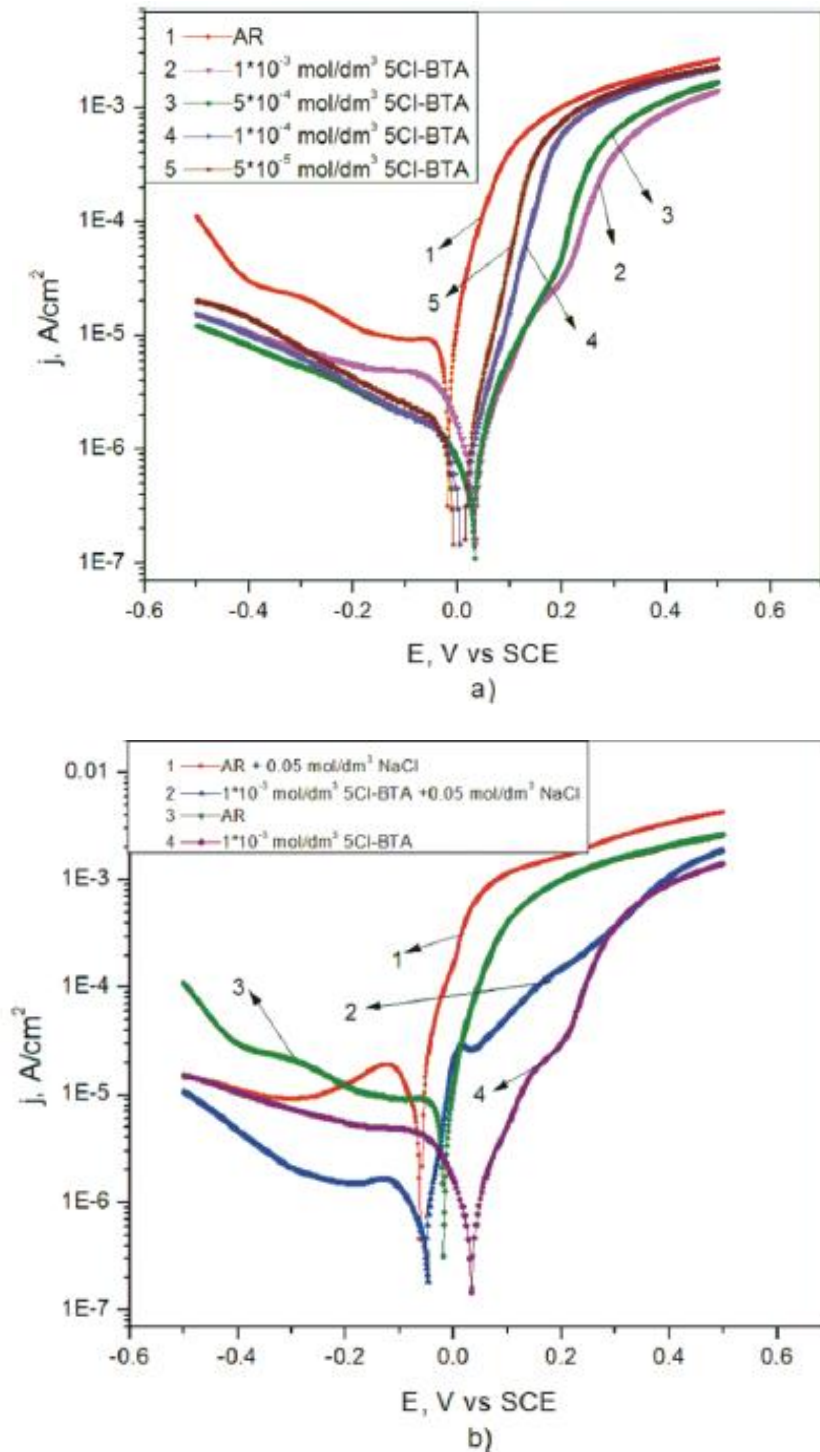 1 AR
2 1*10⁻³ mol/dm³ 5Cl-BTA
3 5*10⁻⁴ mol/dm³ 5Cl-BTA
4 1*10⁻⁴ mol/dm³ 5Cl-BTA
5 5*10⁻⁵ mol/dm³ 5Cl-BTA
1E-3
1E-4
1E-5
1E-6
1E-7
j, A/cm²
1
5
4
3
2
-0.6 -0.4 -0.2 0.0 0.2 0.4 0.6
E, V vs SCE
a)
1 AR + 0.05 mol/dm³ NaCl
2 1*10⁻³ mol/dm³ 5Cl-BTA +0.05 mol/dm³ NaCl
3 AR
4 1*10⁻³ mol/dm³ 5Cl-BTA
0.01
1E-3
1E-4
1E-5
1E-6
1E-7
j, A/cm²
1
3
2
4
-0.6 -0.4 -0.2 0.0 0.2 0.4 0.6
E, V vs SCE
b)